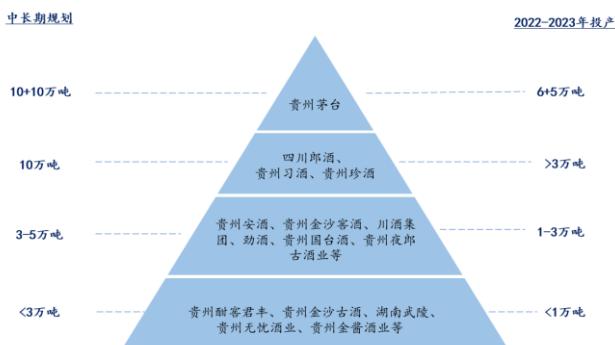 中长期规划
2022-2023年投产
10+10万吨
贵州茅台
6+5万吨
10万吨
四川郎酒、
贵州习酒、贵州珍酒
>3万吨
3-5万吨
贵州安酒、贵州金沙窖酒、川酒集
团、劲酒、贵州国台酒、贵州夜郎
古酒业等
1-3万吨
<3万吨
贵州酣客君丰、贵州金沙古酒、湖南武陵、
贵州无忧酒业、贵州金酱酒业等
<1万吨